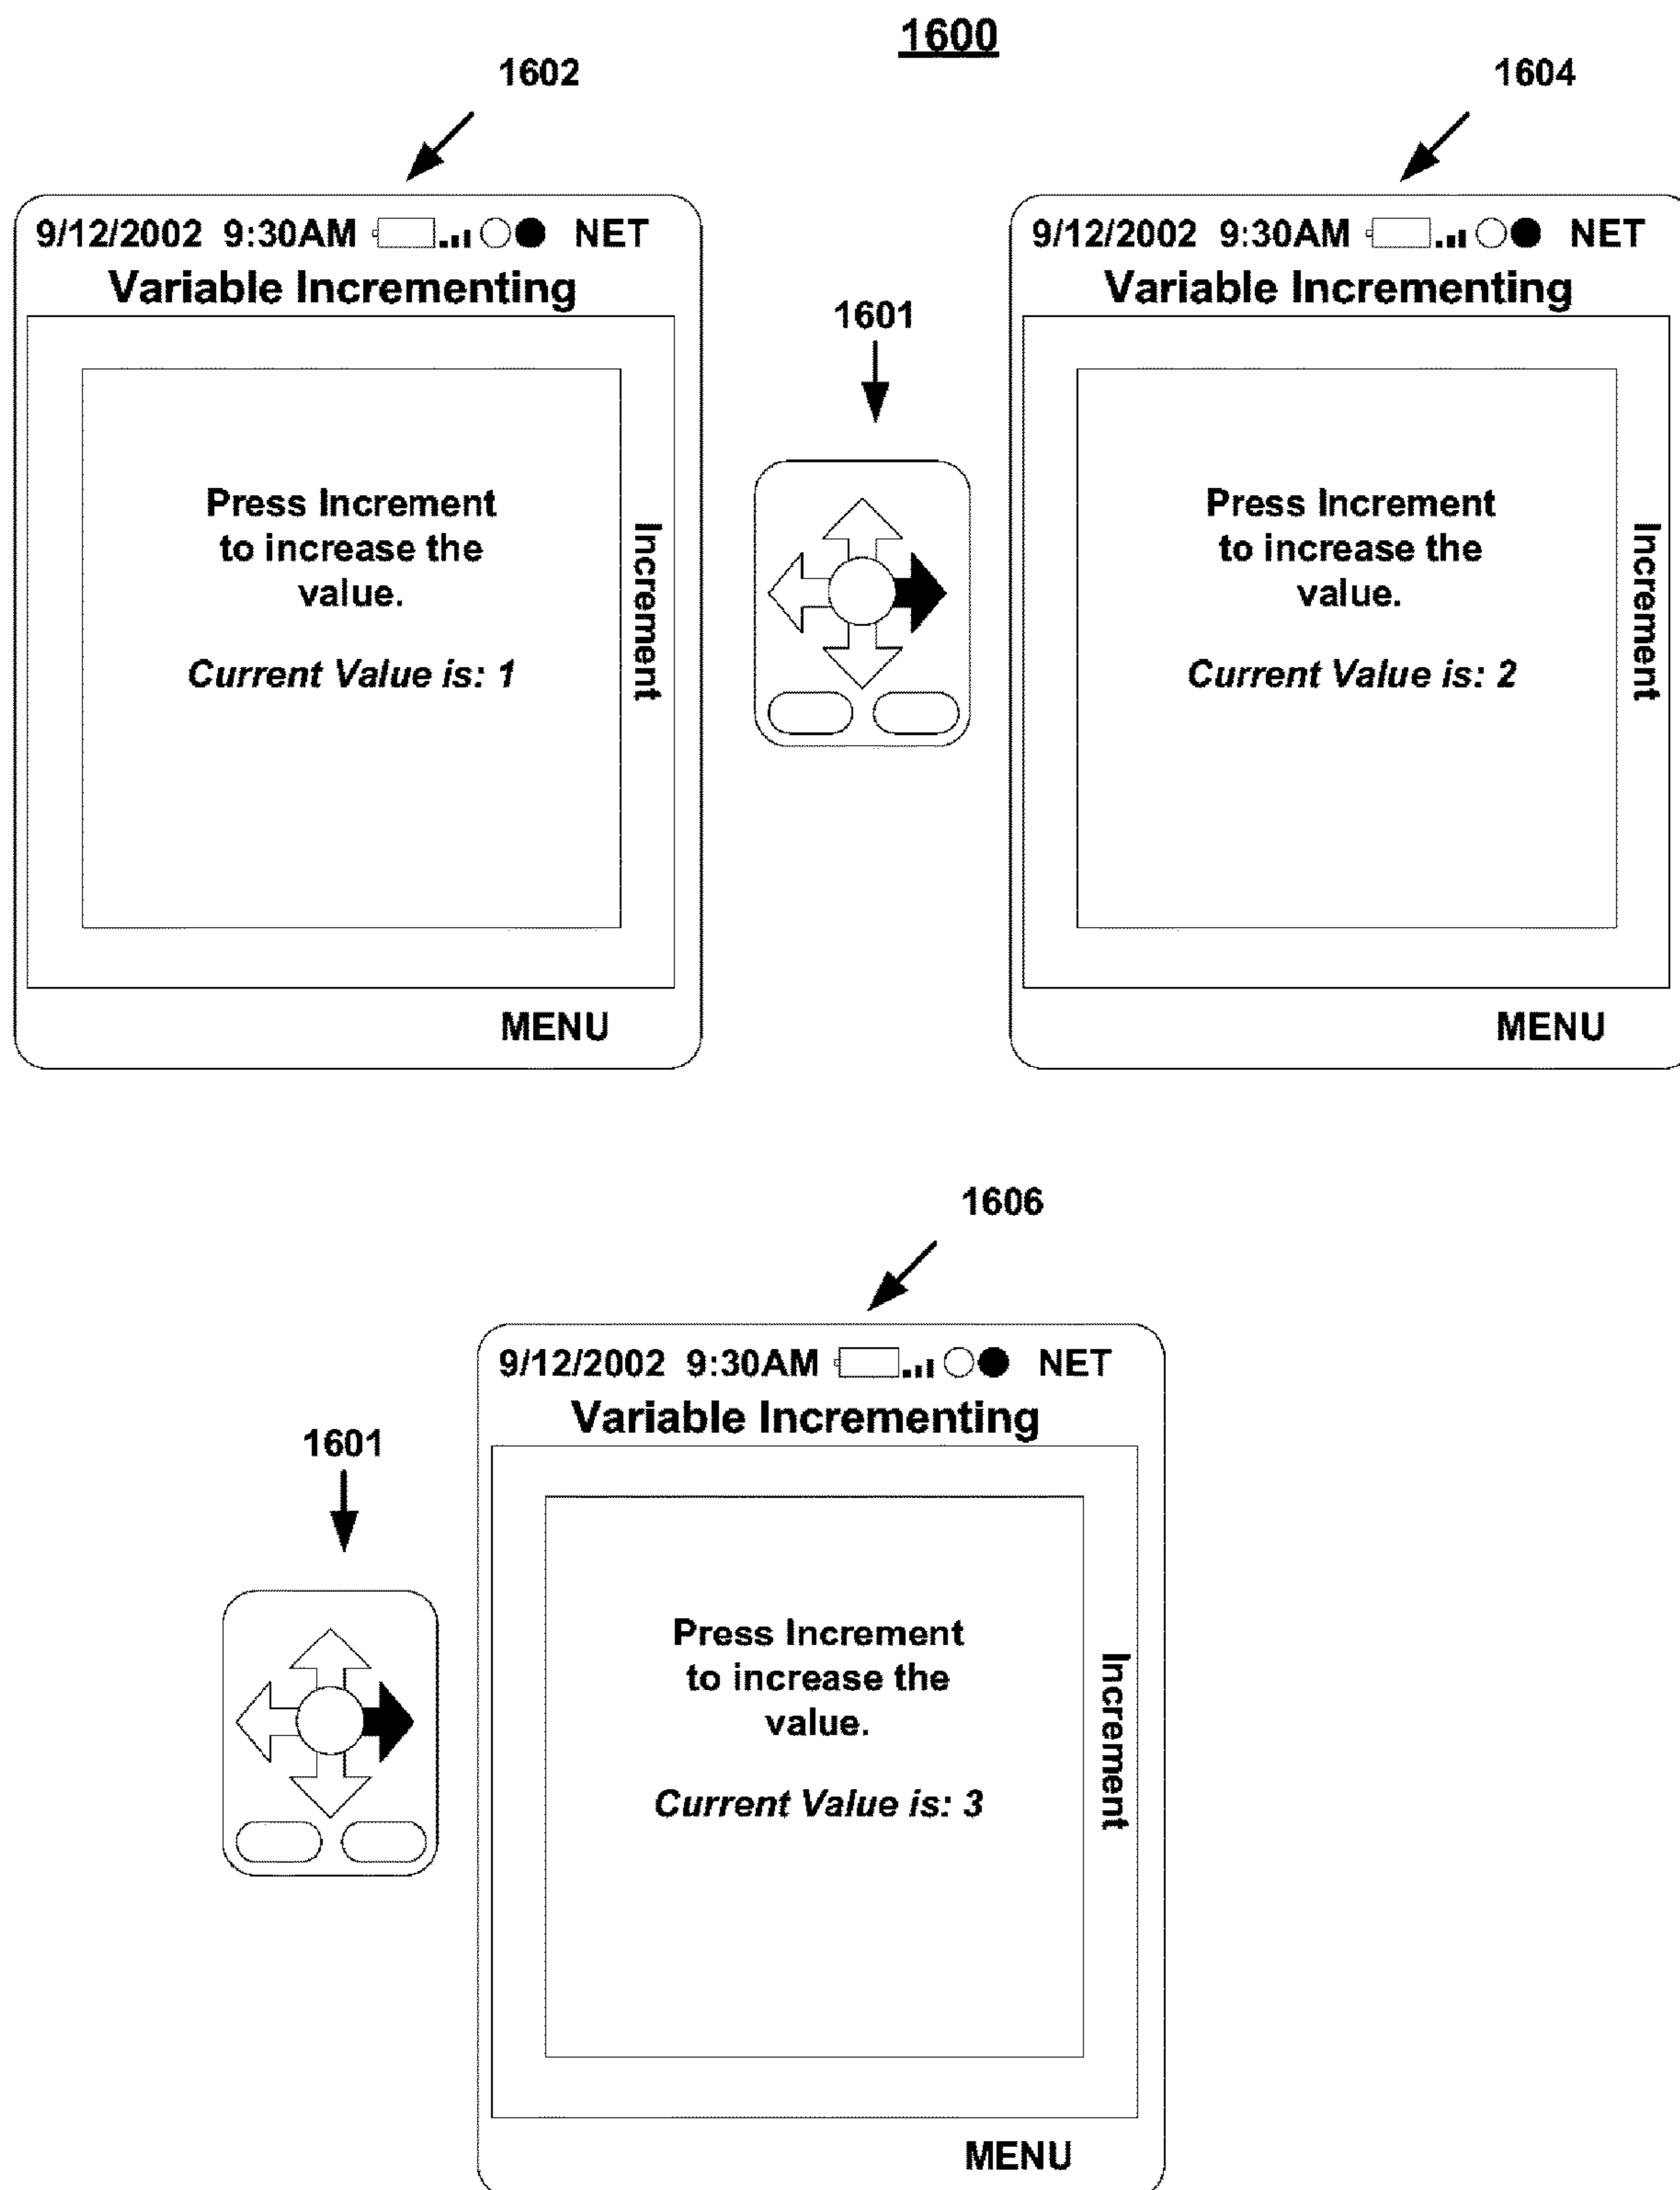 1600
1602
1604
9/12/2002 9:30AM NET
Variable Incrementing
Press Increment
to increase the
value.
Current Value is: 1
Increment
MENU
1601
9/12/2002 9:30AM NET
Variable Incrementing
Press Increment
to increase the
value.
Current Value is: 2
Increment
MENU
1606
1601
9/12/2002 9:30AM NET
Variable Incrementing
Press Increment
to increase the
value.
Current Value is: 3
Increment
MENU